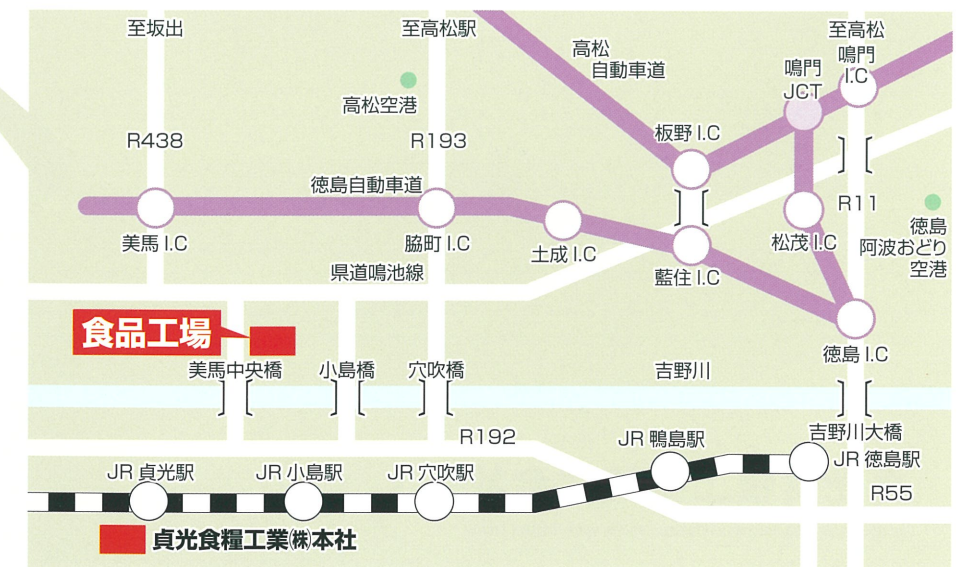 至坂出
至高松駅
至高松
高松
自動車道
鳴門
I.C
鳴門
JCT
高松空港
板野 I.C
R438
R193
徳島自動車道
R11
美馬 I.C
脇町 I.C
土成 I.C
松茂 I.C
徳島
阿波おどり
空港
県道鳴池線
藍住 I.C
食品工場
徳島 I.C
美馬中央橋
小島橋
穴吹橋
吉野川
R192
吉野川大橋
JR 貞光駅
JR 小島駅
JR 穴吹駅
JR 鴨島駅
JR 徳島駅
R55
貞光食糧工業㈱本社